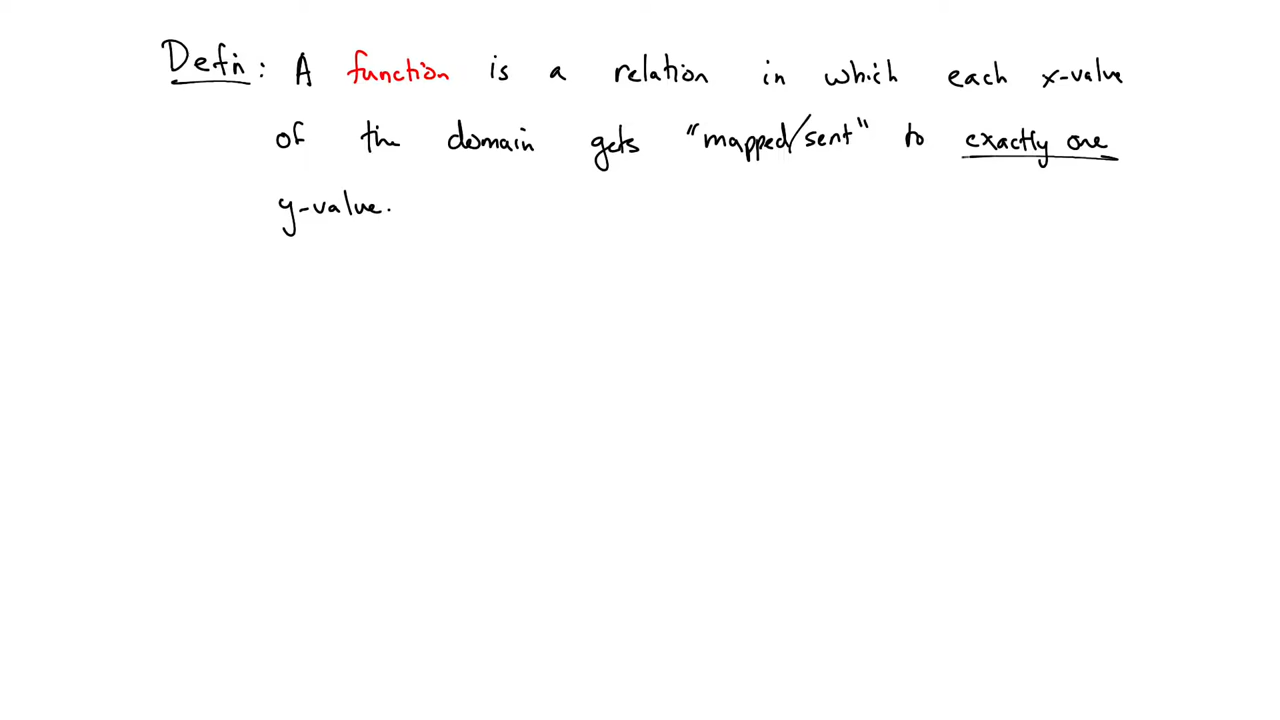 Defn: A function is a relation in which each x-value
of the domain gets "mapped/sent" to exactly one
y-value.